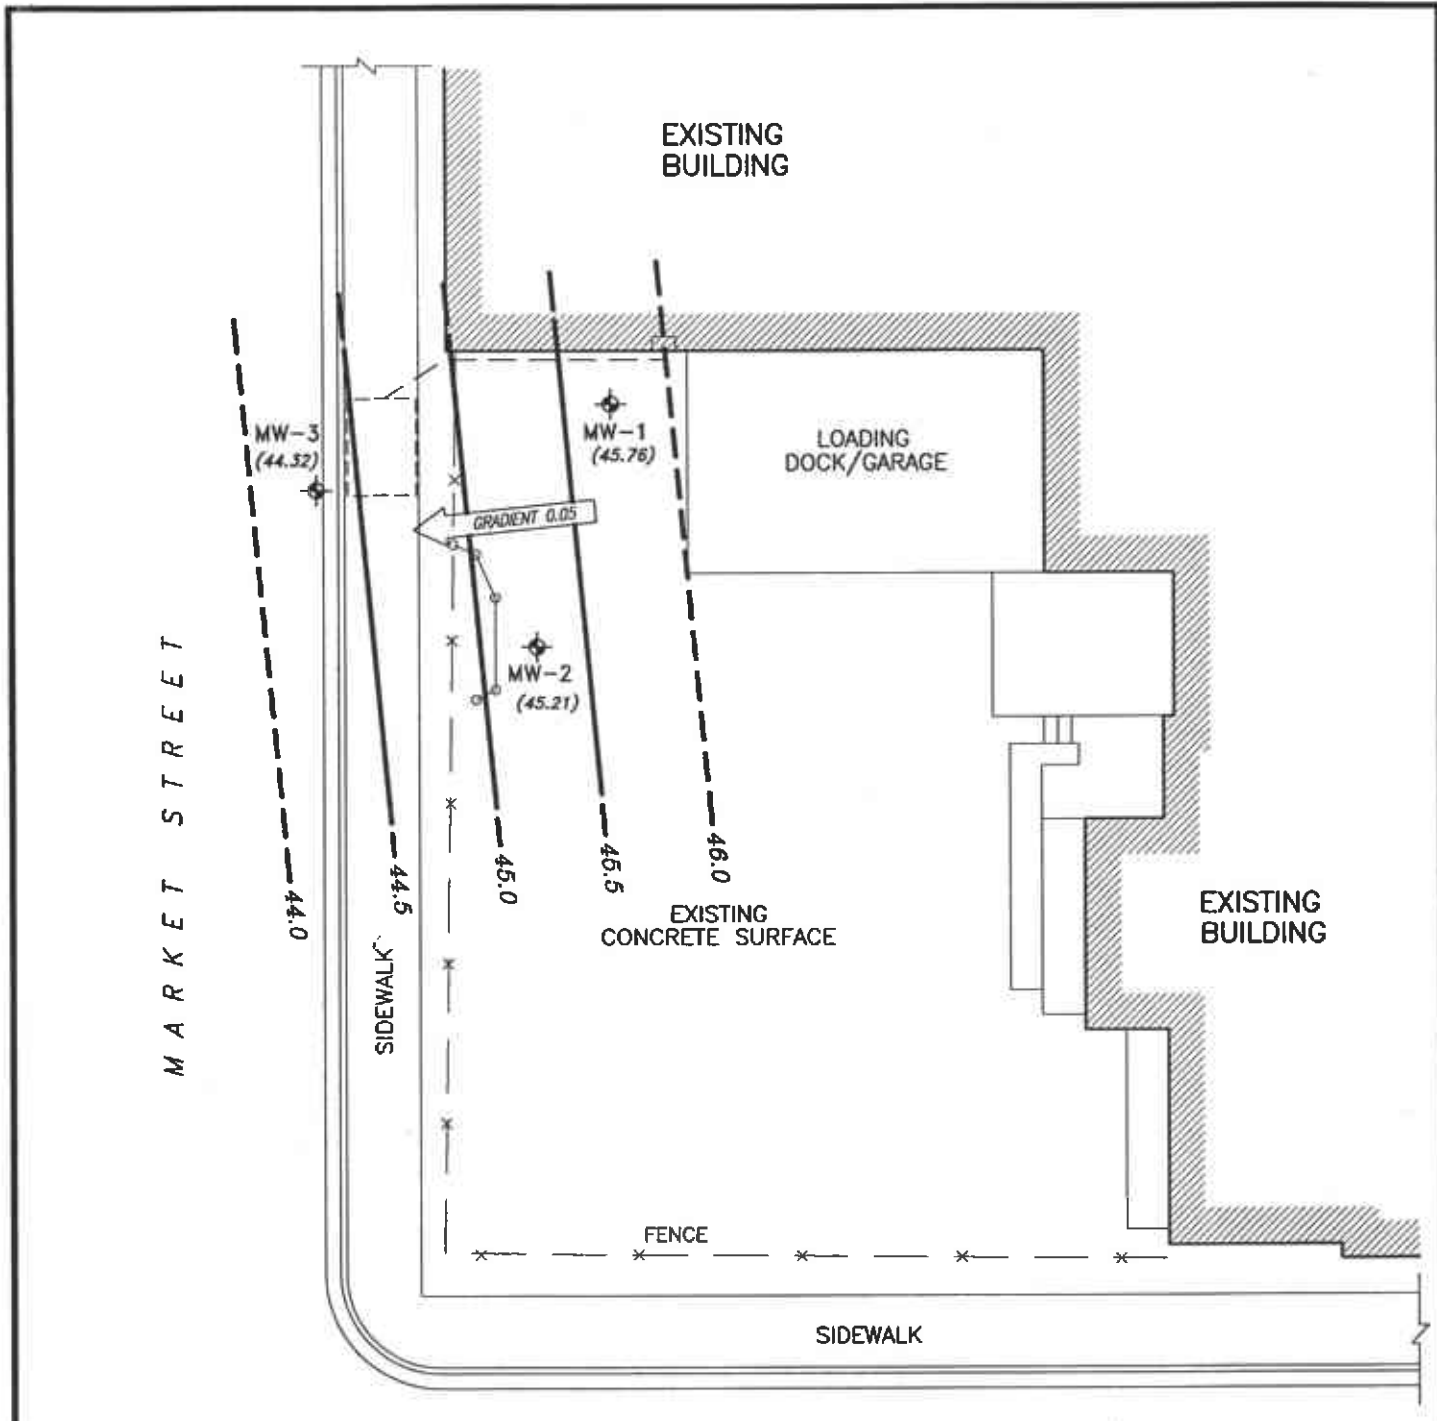 EXISTING
BUILDING
MW-3
(44.32)
MW-1
(45.76)
LOADING
DOCK/GARAGE
GRADIENT 0.05
MW-2
(45.21)
MARKET STREET
44.0
44.5
45.0
45.5
46.0
EXISTING
CONCRETE SURFACE
EXISTING
BUILDING
SIDEWALK
FENCE
SIDEWALK